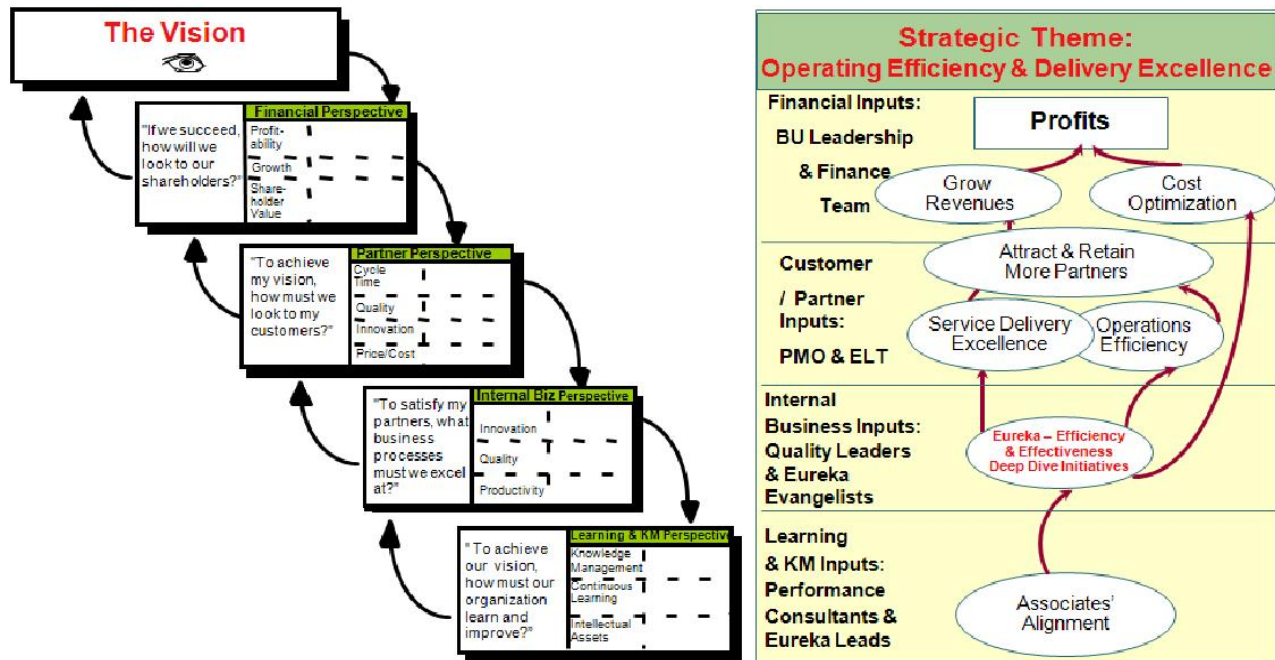 The Vision
Financial Perspective
"If we succeed,
how will we
look to our
shareholders?"
Profit-
ability
Growth
Share-
holder
Value
Partner Perspective
"To achieve
my vision,
how must we
look to my
customers?"
Cycle
Time
Quality
Innovation
Price/Cost
Internal Biz Perspective
"To satisfy my
partners, what
business
processes
must we excel
at?"
Innovation
Quality
Productivity
Learning & KM Perspective
" To achieve
our vision,
how must our
organization
learn and
improve?"
Knowledge
Management
Continuous
Learning
Intellectual
Assets
Strategic Theme:
Operating Efficiency & Delivery Excellence
Financial Inputs:
BU Leadership
& Finance
Team
Profits
Grow
Revenues
Cost
Optimization
Customer
/ Partner
Inputs:
PMO & ELT
Attract & Retain
More Partners
Service Delivery
Excellence
Operations
Efficiency
Internal
Business Inputs:
Quality Leaders
& Eureka
Evangelists
Eureka – Efficiency
& Effectiveness
Deep Dive Initiatives
Learning
& KM Inputs:
Performance
Consultants &
Eureka Leads
Associates'
Alignment